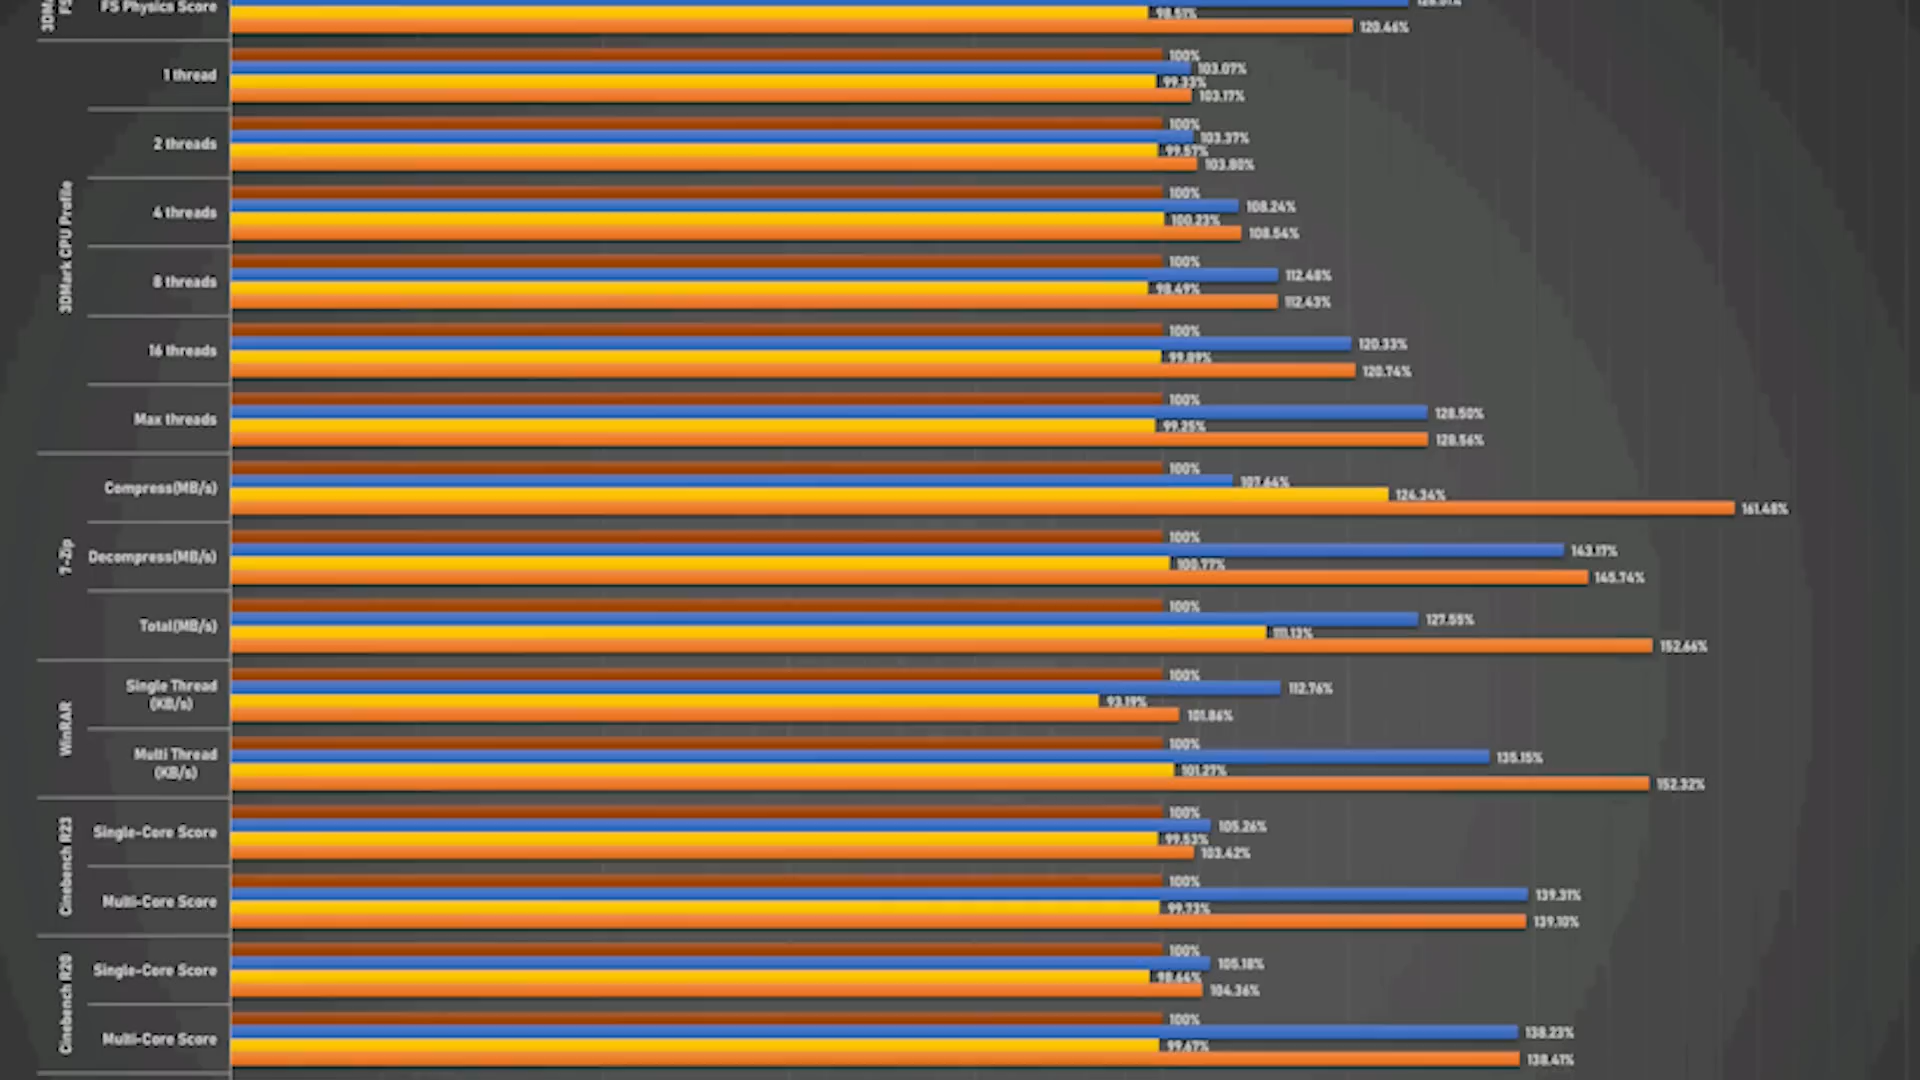 3DMa
FS
FS Physics Score
98.51%
120.46%
3DMark CPU Profile
1 thread
100%
103.07%
99.33%
103.17%
2 threads
100%
103.37%
99.57%
103.80%
4 threads
100%
108.24%
100.23%
108.54%
8 threads
100%
112.48%
98.49%
112.43%
16 threads
100%
120.33%
99.89%
120.74%
Max threads
100%
128.50%
99.25%
128.56%
7-Zip
Compress(MB/s)
100%
107.64%
124.34%
161.48%
Decompress(MB/s)
100%
143.17%
100.77%
145.74%
Total(MB/s)
100%
127.55%
111.13%
152.66%
WinRAR
Single Thread
(KB/s)
100%
112.76%
93.19%
101.86%
Multi Thread
(KB/s)
100%
135.15%
101.27%
152.32%
Cinebench R23
Single-Core Score
100%
105.26%
99.53%
103.42%
Multi-Core Score
100%
139.37%
99.73%
139.10%
Cinebench R20
Single-Core Score
100%
105.18%
98.64%
104.36%
Multi-Core Score
100%
138.23%
99.67%
138.41%